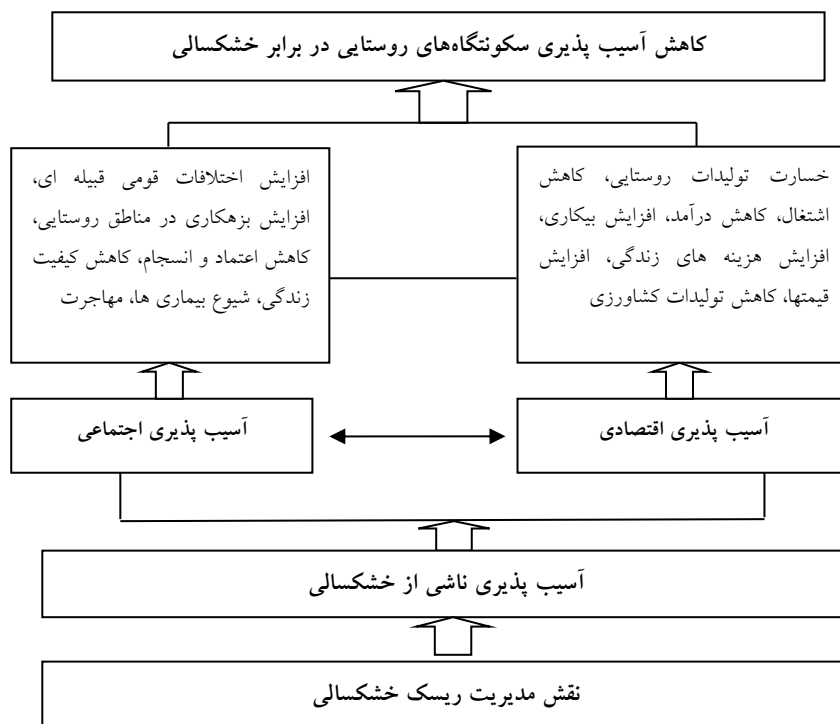 کاهش آسیب پذیری سکونتگاه‌های روستایی در برابر خشکسالی
خسارت تولیدات روستایی، کاهش
اشتغال، کاهش درآمد، افزایش بیکاری،
افزایش هزینه های زندگی، افزایش
قیمتها، کاهش تولیدات کشاورزی
افزایش اختلافات قومی قبیله ای،
افزایش بزهکاری در مناطق روستایی،
کاهش اعتماد و انسجام، کاهش کیفیت
زندگی، شیوع بیماری ها، مهاجرت
آسیب پذیری اقتصادی
آسیب پذیری اجتماعی
آسیب پذیری ناشی از خشکسالی
نقش مدیریت ریسک خشکسالی